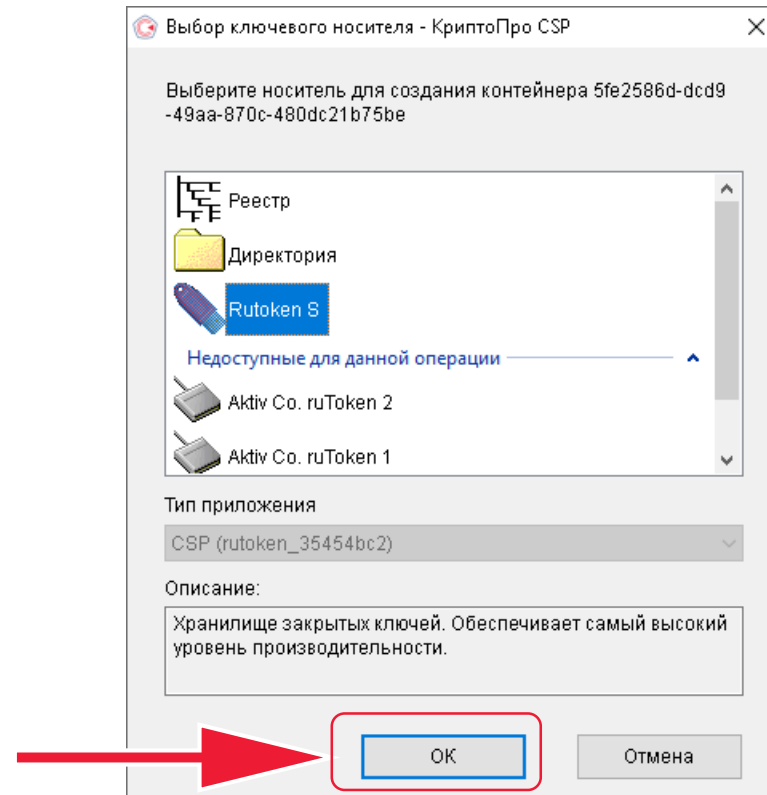 Выбор ключевого носителя - КриптоПро CSP
Выберите носитель для создания контейнера 5fe2586d-dcd9
-49aa-870c-480dc21b75be
Реестр
Директория
Rutoken S
Недоступные для данной операции
Aktiv Co. ruToken 2
Aktiv Co. ruToken 1
Тип приложения
CSP (rutoken_35454bc2)
Описание:
Хранилище закрытых ключей. Обеспечивает самый высокий
уровень производительности.
ОК
Отмена